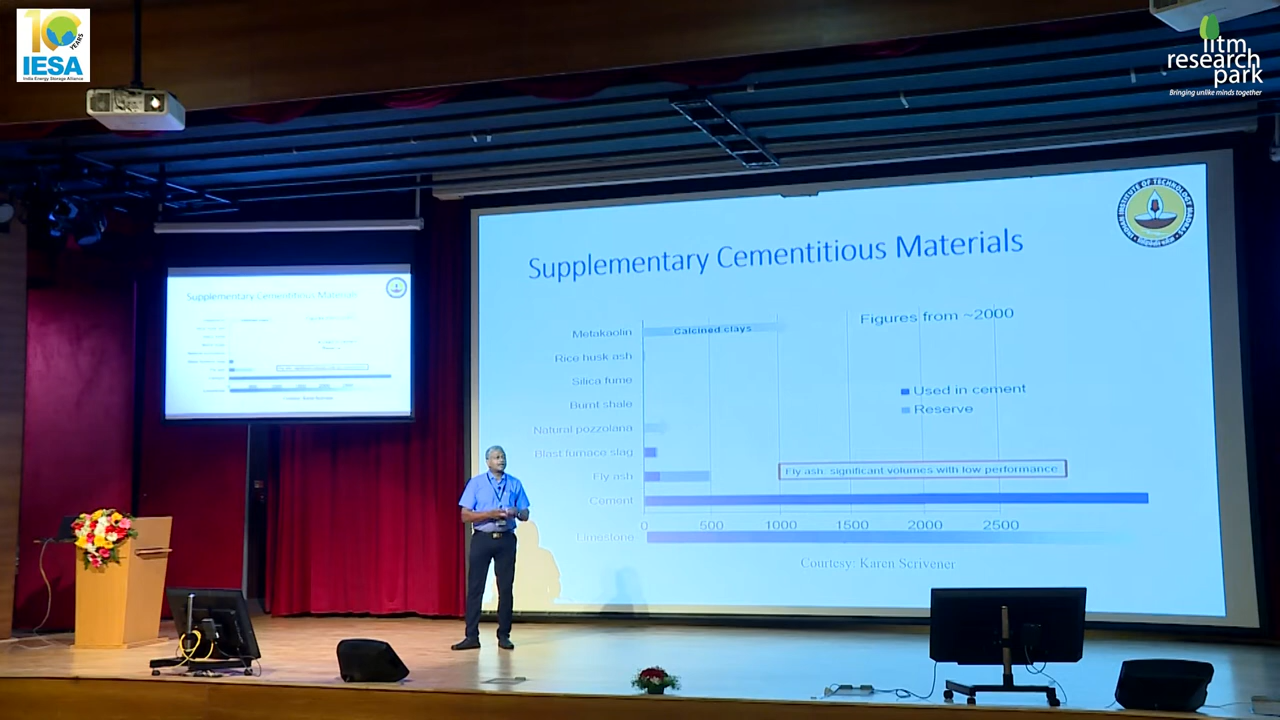 10
YEARS
IESA
India Energy Storage Alliance
iitm
research
park
Bringing unlike minds together
Supplementary Cementitious Materials
Supplementary Cementitious Materials
Figures from ~2000
Metakaolin
Calcined clays
Rice husk ash
Silica fume
Burnt shale
Natural pozzolana
Blast furnace slag
Fly ash
Cement
Limestone
Used in cement
Reserve
Fly ash: significant volumes with low performance
0 500 1000 1500 2000 2500
Courtesy: Karen Scrivener